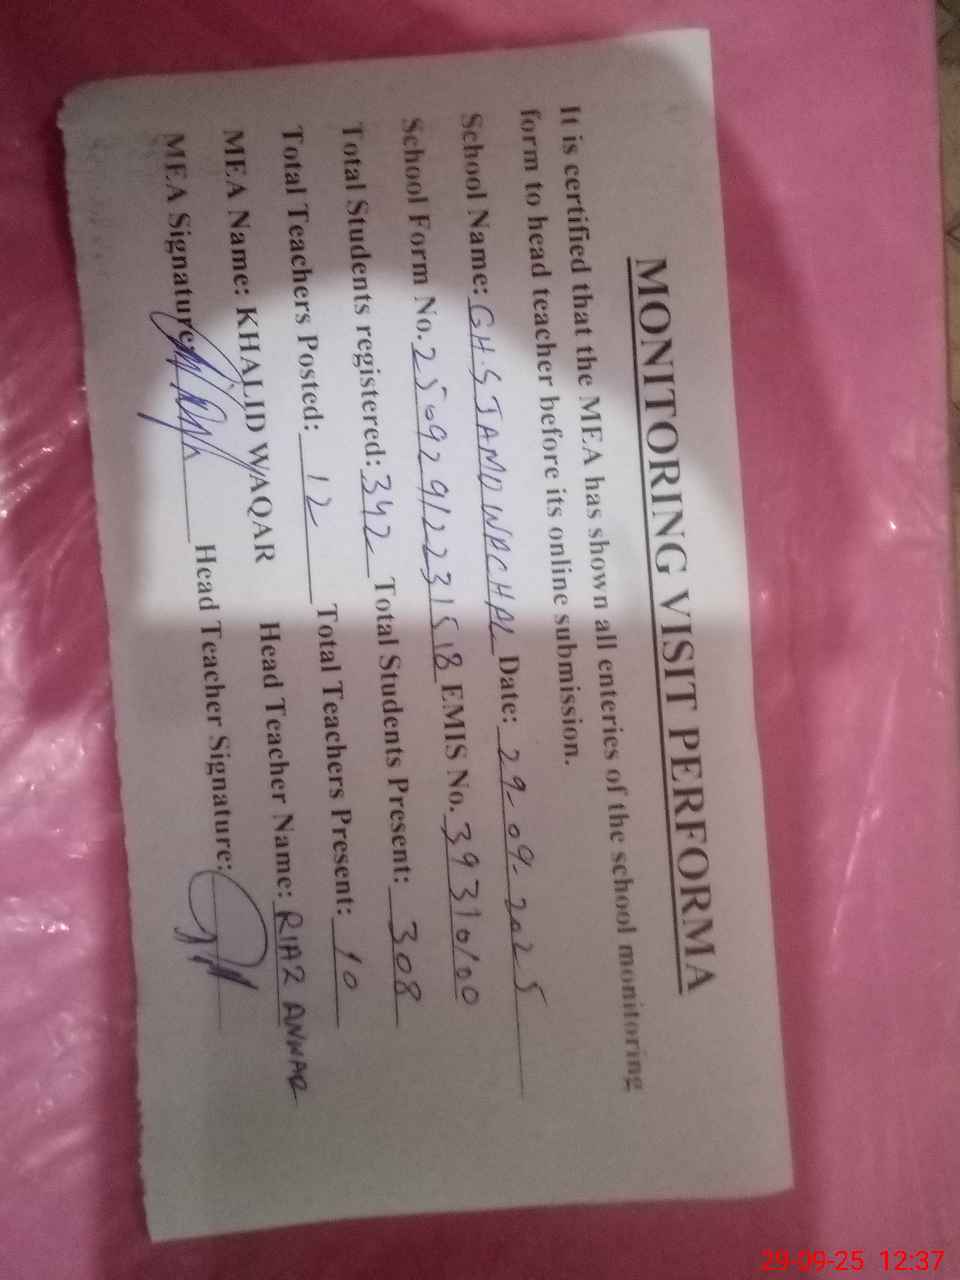 MONITORING VISIT PERFORMA
It is certified that the MEA has shown all enteries of the school monitoring
form to head teacher before its online submission.
School Name: G.H.S JAMDWACHAL Date: 29-09-2025
School Form No. 25092912231518 EMIS No. 39310100
Total Students registered: 342 Total Students Present: 308
Total Teachers Posted: 12 Total Teachers Present: 10
MEA Name: KHALID WAQAR Head Teacher Name: RIAZ ANWAR
MEA Signature: Head Teacher Signature:
29-09-25 12:37